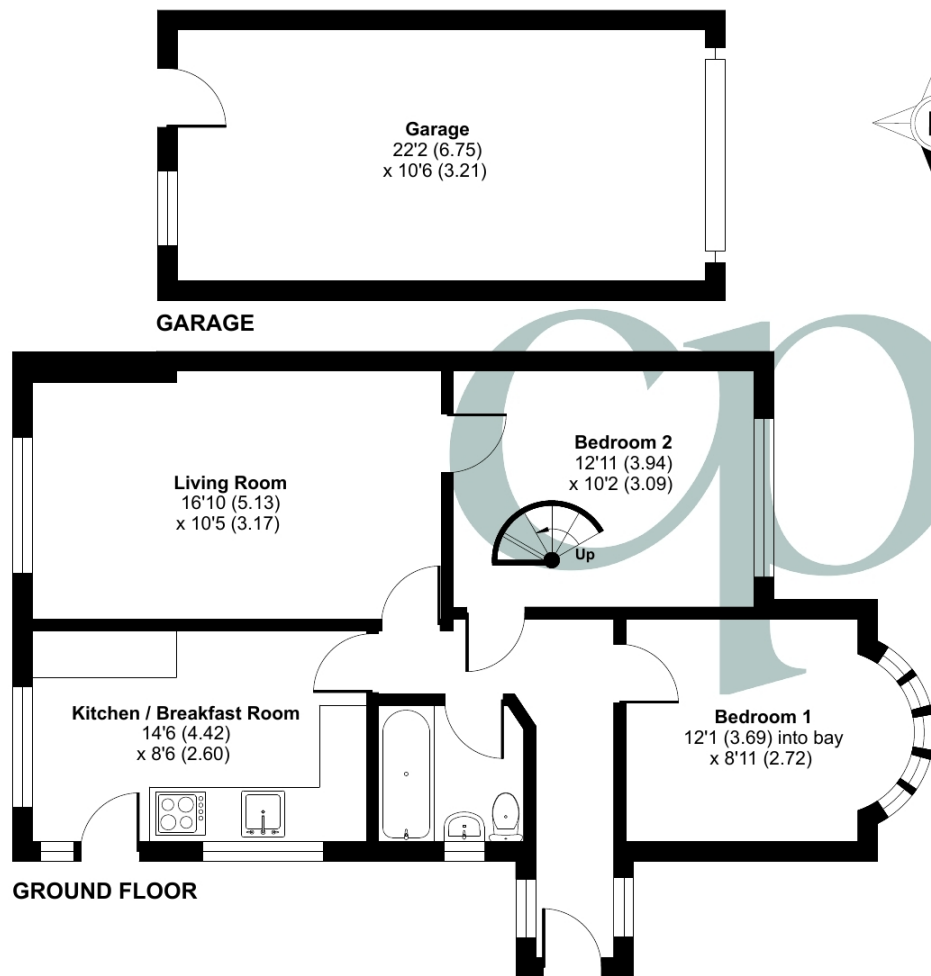 Garage
22'2 (6.75)
x 10'6 (3.21)
GARAGE
Living Room
16'10 (5.13)
x 10'5 (3.17)
Bedroom 2
12'11 (3.94)
x 10'2 (3.09)
Up
Kitchen / Breakfast Room
14'6 (4.42)
x 8'6 (2.60)
Bedroom 1
12'1 (3.69) into bay
x 8'11 (2.72)
GROUND FLOOR
cp